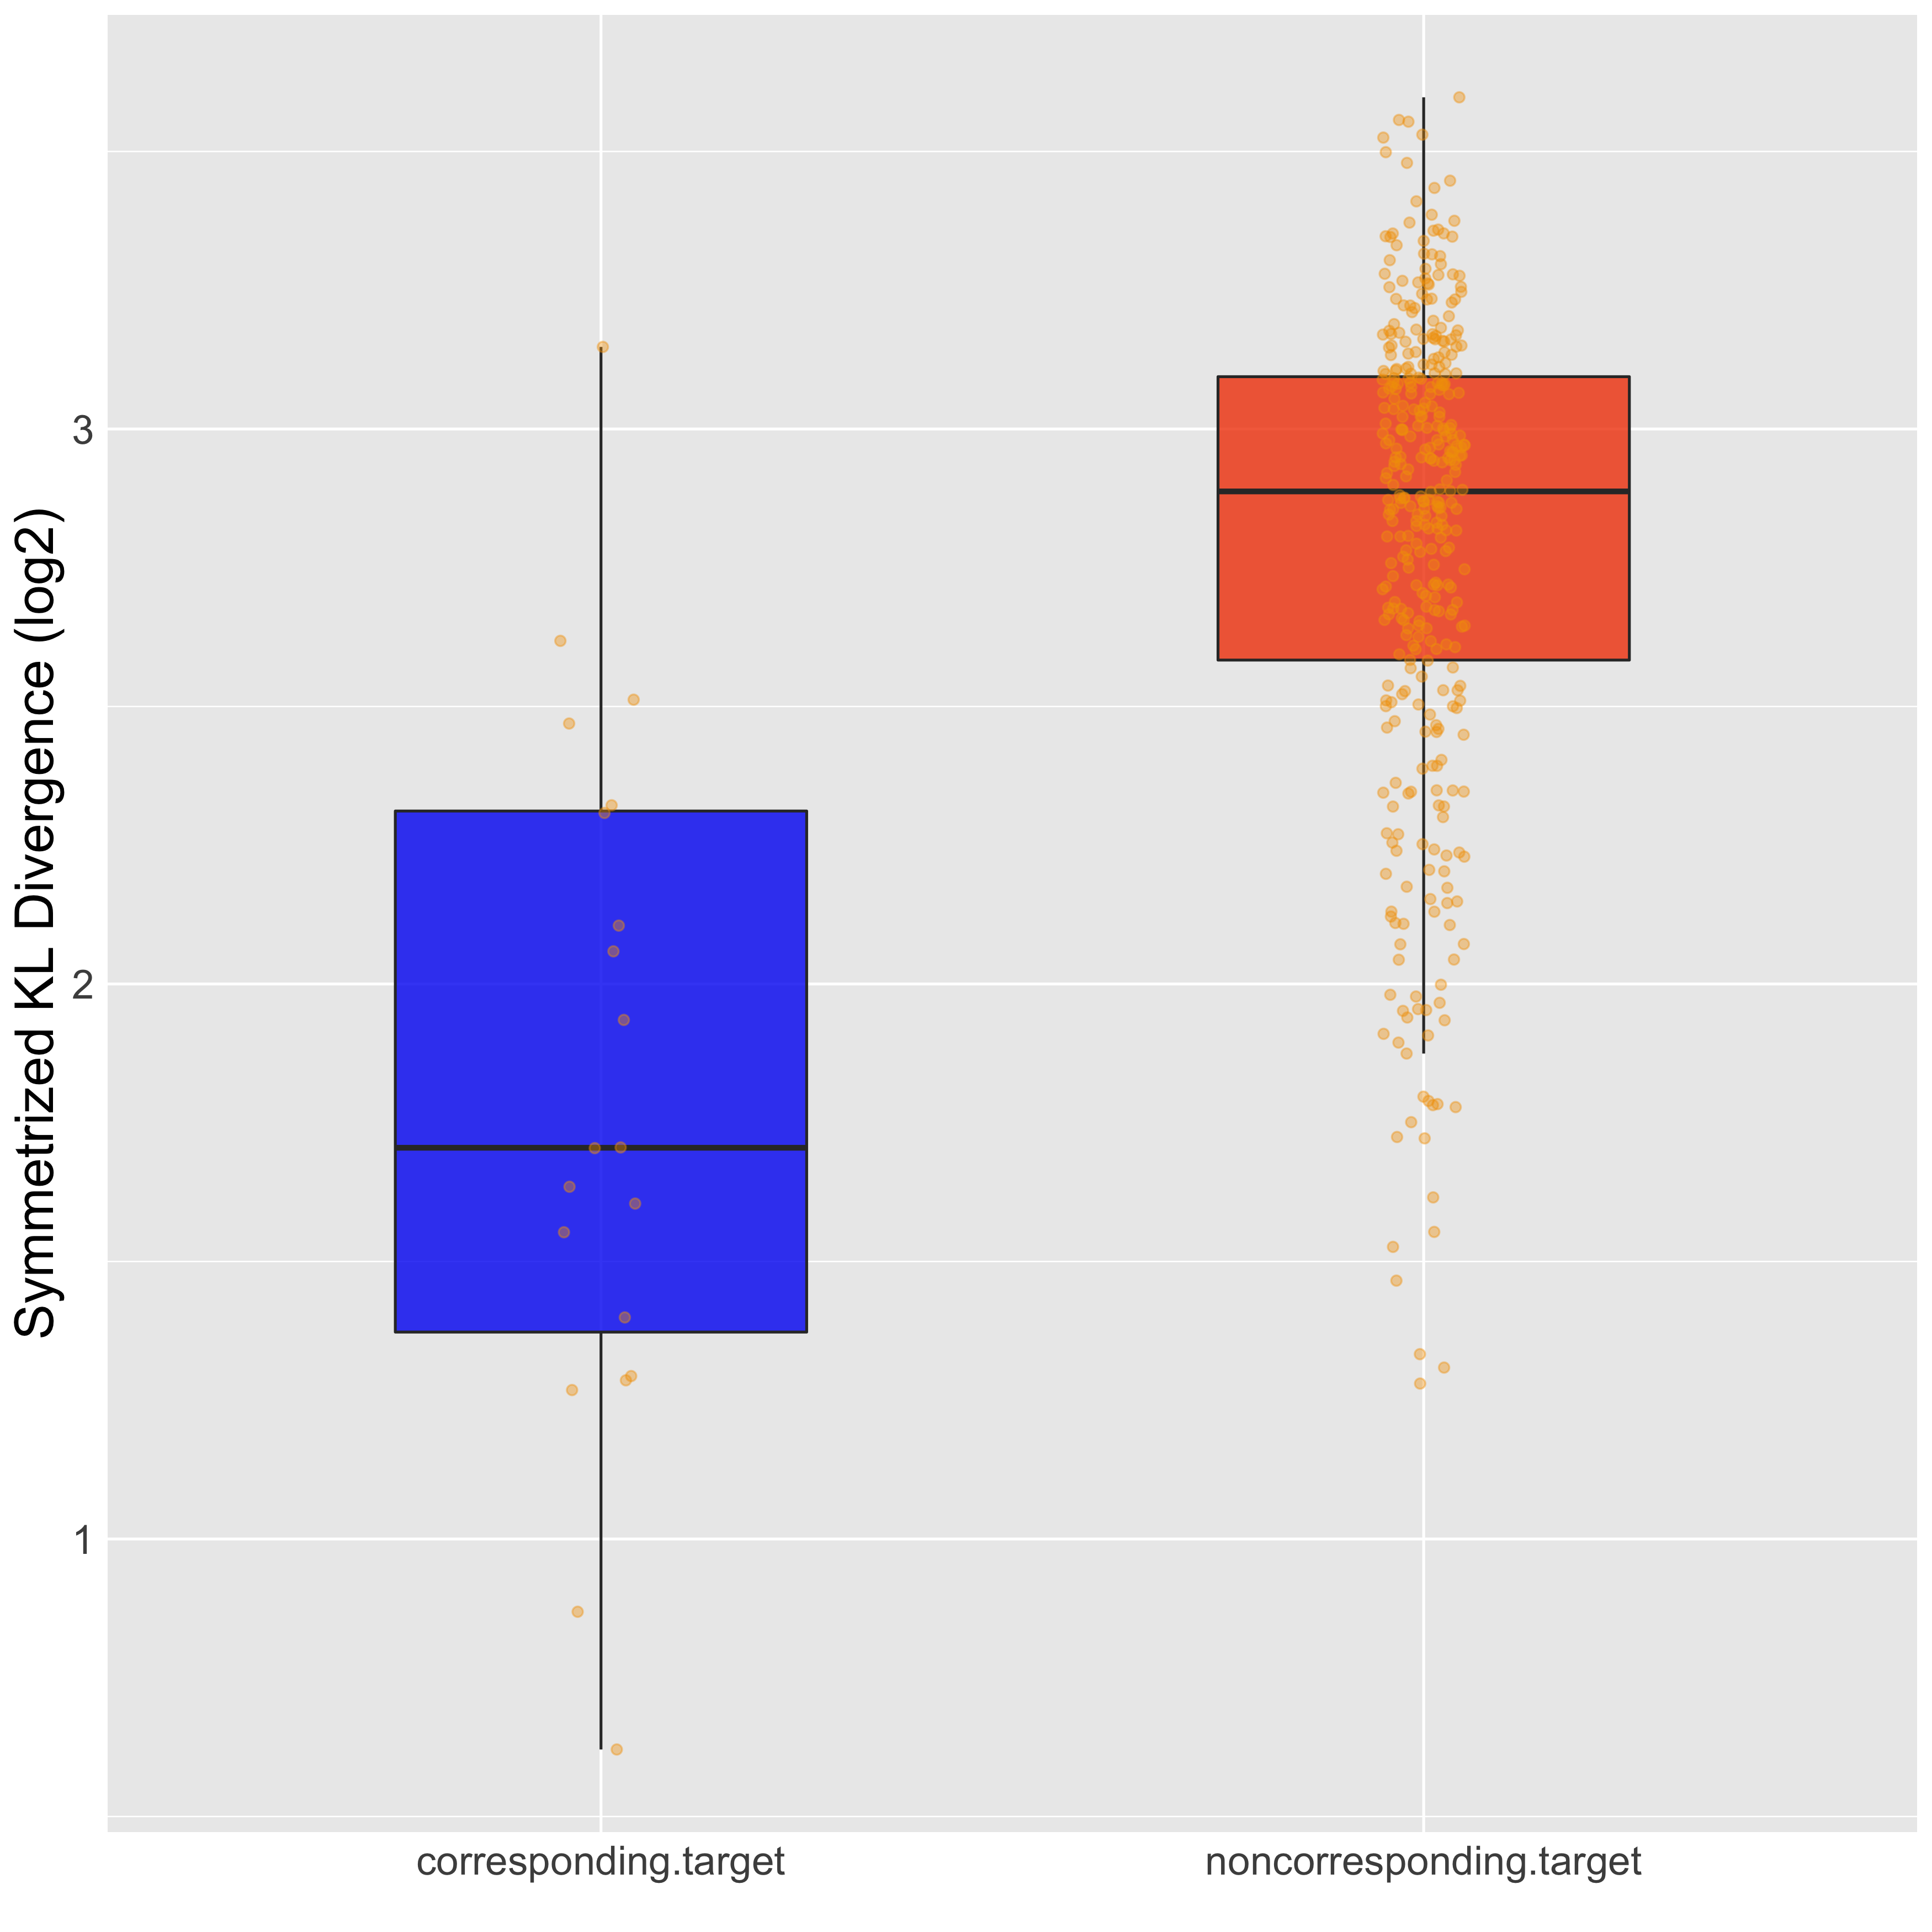 Symmetrized KL Divergence (log2)
3
2
1
corresponding.target
noncorresponding.target